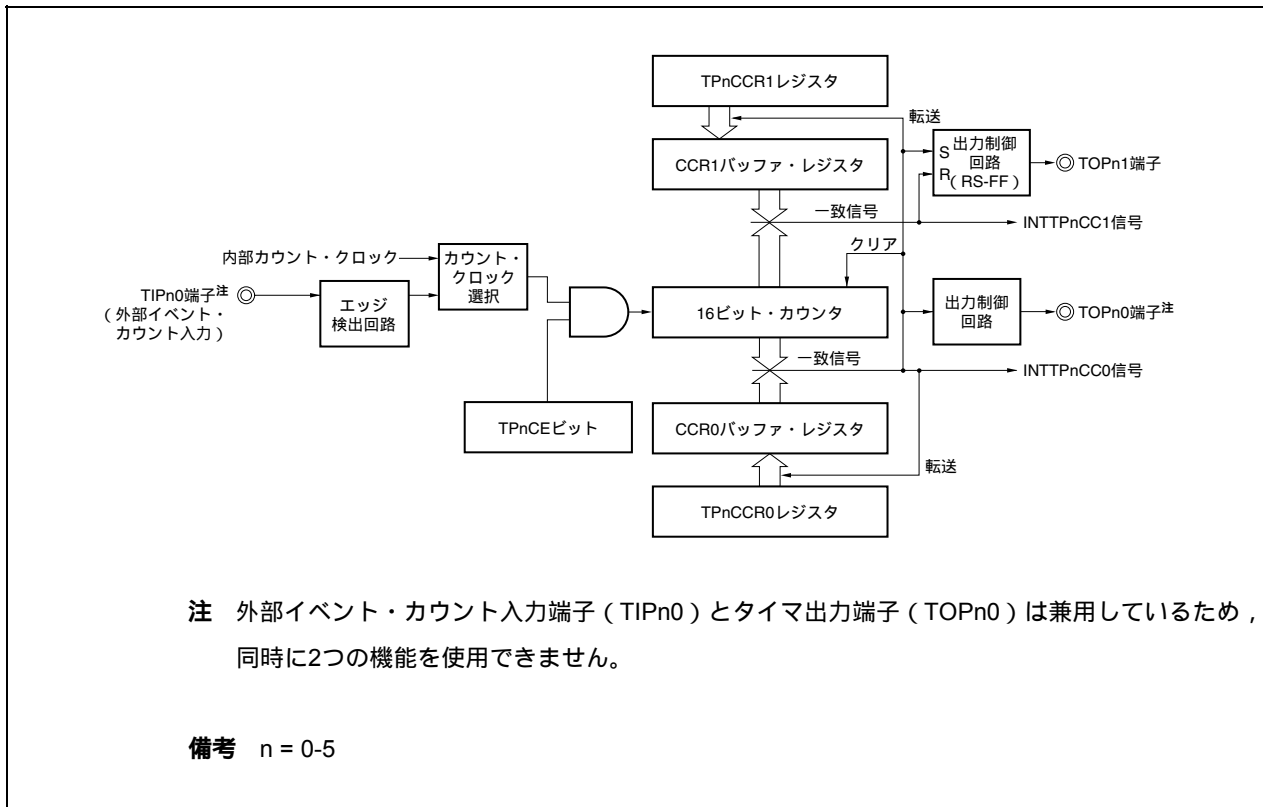 TPnCCR1レジスタ
転送
CCR1バッファ・レジスタ
S
出力制御
回路
R
（RS-FF）
TOPn1端子
一致信号
INTTPnCC1信号
クリア
内部カウント・クロック
カウント・
クロック
選択
TIPn0端子注
（外部イベント・
カウント入力）
エッジ
検出回路
16ビット・カウンタ
出力制御
回路
TOPn0端子注
一致信号
INTTPnCC0信号
TPnCEビット
CCR0バッファ・レジスタ
転送
TPnCCR0レジスタ
注　外部イベント・カウント入力端子（TIPn0）とタイマ出力端子（TOPn0）は兼用しているため，
同時に2つの機能を使用できません。
備考　n = 0-5